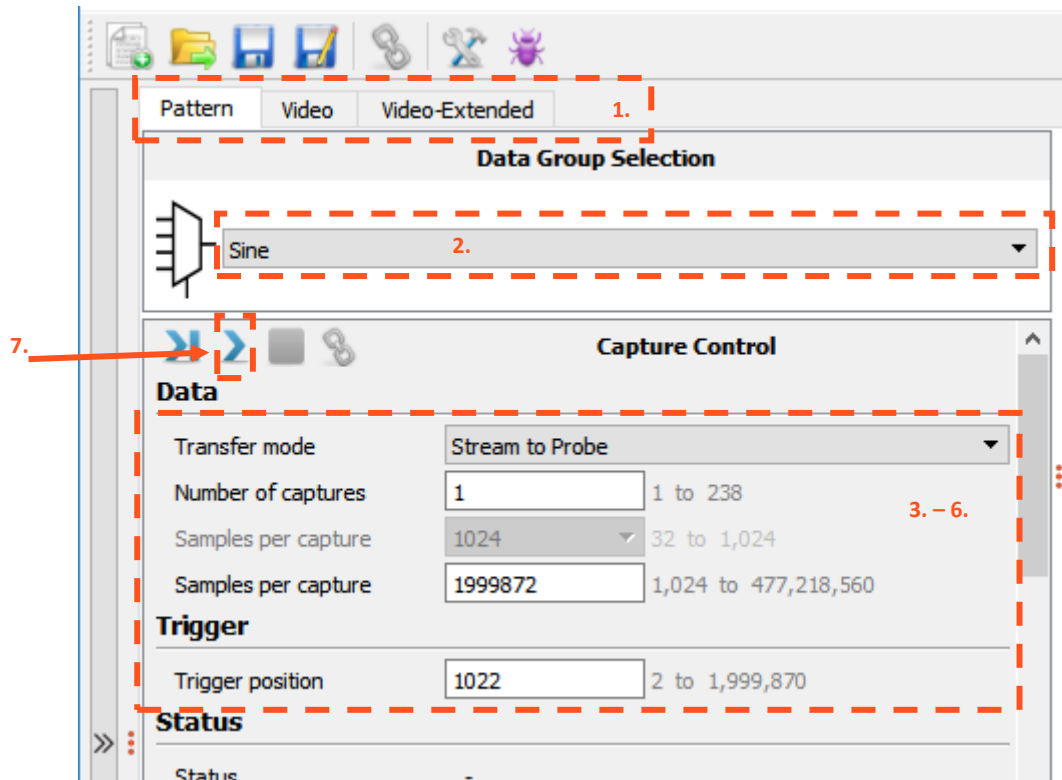 Pattern Video Video-Extended 1.
Data Group Selection
Sine 2.
7.
Capture Control
Data
Transfer mode Stream to Probe
Number of captures 1 1 to 238
3. – 6.
Samples per capture 1024 32 to 1,024
Samples per capture 1999872 1,024 to 477,218,560
Trigger
Trigger position 1022 2 to 1,999,870
Status
Status -